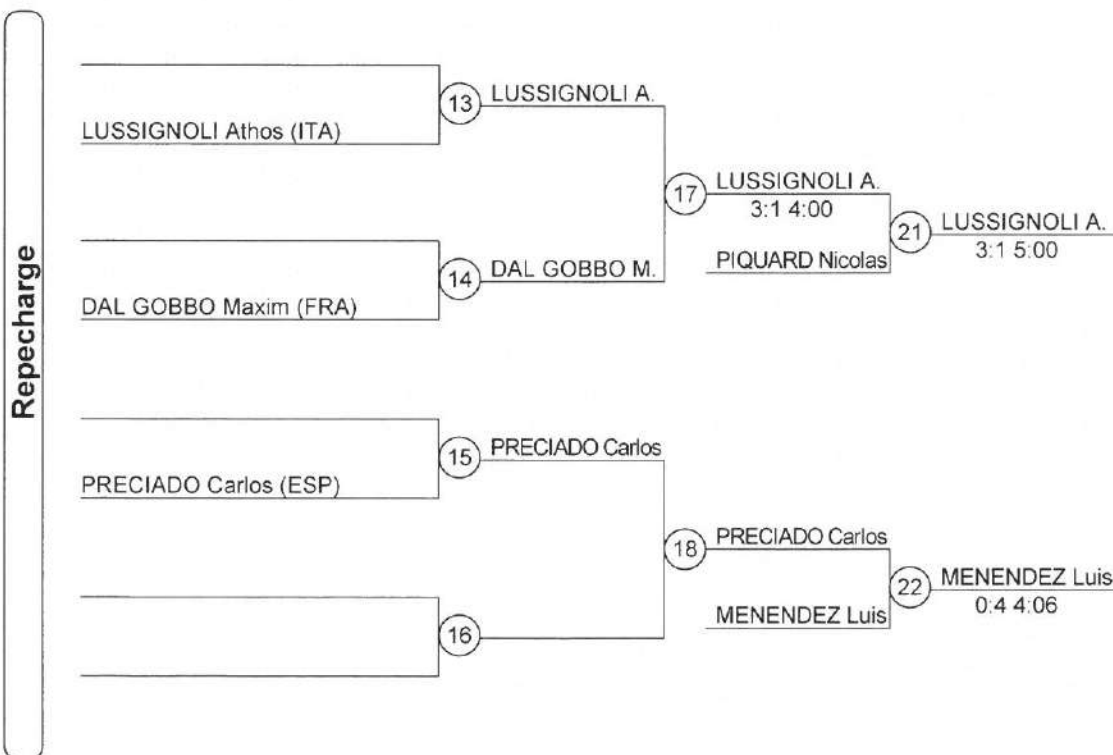 Repecharge
LUSSIGNOLI Athos (ITA)
13
LUSSIGNOLI A.
DAL GOBBO Maxim (FRA)
14
DAL GOBBO M.
17
LUSSIGNOLI A.
3:1 4:00
PIQUARD Nicolas
21
LUSSIGNOLI A.
3:1 5:00
PRECIADO Carlos (ESP)
15
PRECIADO Carlos
16
18
PRECIADO Carlos
MENENDEZ Luis
22
MENENDEZ Luis
0:4 4:06